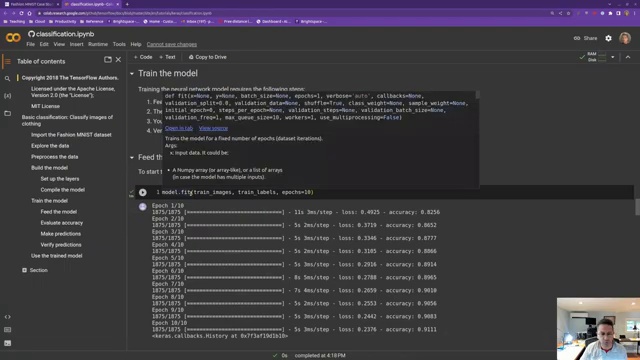 Fashion MNIST Case Stu
classification.ipynb
classification.ipynb
File Edit View Insert Runtime Tools Help Cannot save changes
Share
Table of contents
+ Code + Text Copy to Drive
RAM
Disk
Copyright 2018 The TensorFlow Authors.
Licensed under the Apache License,
Version 2.0 (the "License");
MIT License
Basic classification: Classify images of
clothing
Import the Fashion MNIST dataset
Explore the data
Preprocess the data
Build the model
Set up the layers
Compile the model
Train the model
Feed the model
Evaluate accuracy
Make predictions
Verify predictions
Use the trained model
Section
Train the model
Training the neural network model requires the following steps:
1. Fee
2. The
3. You
4. Ver
def fit(x=None, y=None, batch_size=None, epochs=1, verbose='auto', callbacks=None,
validation_split=0.0, validation_data=None, shuffle=True, class_weight=None, sample_weight=None,
initial_epoch=0, steps_per_epoch=None, validation_steps=None, validation_batch_size=None,
validation_freq=1, max_queue_size=10, workers=1, use_multiprocessing=False)
Open in tab View source
Trains the model for a fixed number of epochs (dataset iterations).
Args:
x: Input data. It could be:
• A Numpy array (or array-like), or a list of arrays
(in case the model has multiple inputs).
Feed th
To start t
1 model.fit(train_images, train_labels, epochs=10)
Epoch 1/10
1875/1875 [==============================] - 11s 3ms/step - loss: 0.4925 - accuracy: 0.8256
Epoch 2/10
1875/1875 [==============================] - 5s 3ms/step - loss: 0.3719 - accuracy: 0.8652
Epoch 3/10
1875/1875 [==============================] - 5s 3ms/step - loss: 0.3346 - accuracy: 0.8777
Epoch 4/10
1875/1875 [==============================] - 5s 2ms/step - loss: 0.3105 - accuracy: 0.8866
Epoch 5/10
1875/1875 [==============================] - 6s 3ms/step - loss: 0.2916 - accuracy: 0.8914
Epoch 6/10
1875/1875 [==============================] - 8s 5ms/step - loss: 0.2788 - accuracy: 0.8965
Epoch 7/10
1875/1875 [==============================] - 7s 4ms/step - loss: 0.2659 - accuracy: 0.9011
Epoch 8/10
1875/1875 [==============================] - 5s 3ms/step - loss: 0.2553 - accuracy: 0.9056
Epoch 9/10
1875/1875 [==============================] - 5s 3ms/step - loss: 0.2442 - accuracy: 0.9083
Epoch 10/10
1875/1875 [==============================] - 5s 3ms/step - loss: 0.2376 - accuracy: 0.9111
<keras.callbacks.History at 0x7f3af19d1b10>
0s completed at 4:18 PM